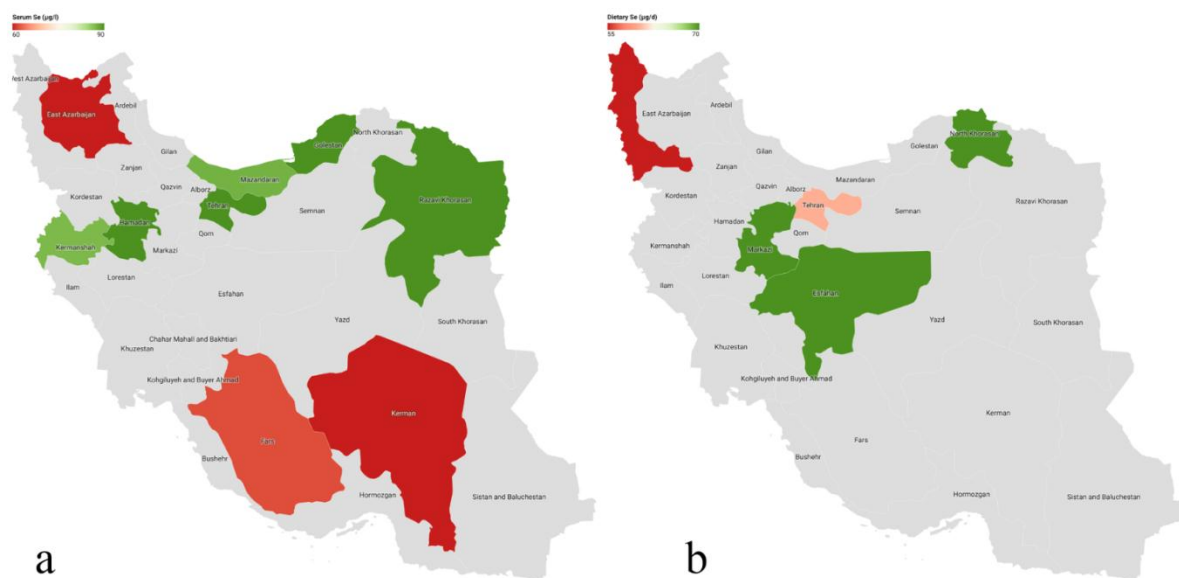 Serum Se (µg/l)
60 90
West Azarbaijan
East Azarbaijan
Ardebil
Gilan
Zanjan
Golestan
North Khorasan
Mazandaran
Qazvin
Alborz
Tehran
Razavi Khorasan
Kordestan
Semnan
Hamadan
Qom
Kermanshah
Markazi
Lorestan
Ilam
Esfahan
Yazd
South Khorasan
Chahar Mahall and Bakhtiari
Khuzestan
Kohgiluyeh and Buyer Ahmad
Kerman
Fars
Bushehr
Hormozgan
Sistan and Baluchestan
a
Dietary Se (µg/d)
55 70
East Azarbaijan
Ardebil
Gilan
Zanjan
North Khorasan
Golestan
Mazandaran
Qazvin
Alborz
Kordestan
Tehran
Semnan
Razavi Khorasan
Hamadan
Qom
Kermanshah
Markazi
Lorestan
Ilam
Esfahan
Yazd
South Khorasan
Khuzestan
Kohgiluyeh and Buyer Ahmad
Kerman
Fars
Bushehr
Hormozgan
Sistan and Baluchestan
b